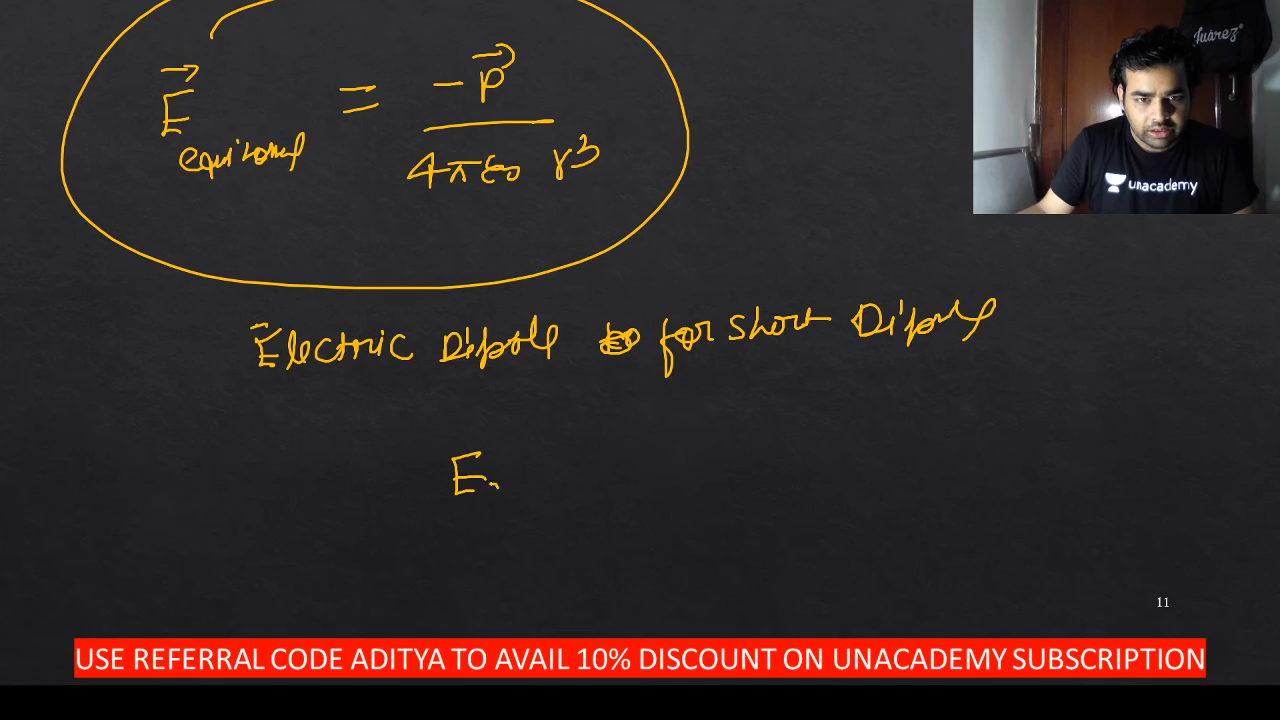 E⃗ equitorial = -p⃗ / 4πε₀ r³
Electric Dipole for short Dipole
E
11
USE REFERRAL CODE ADITYA TO AVAIL 10% DISCOUNT ON UNACADEMY SUBSCRIPTION
Juárez
unacademy